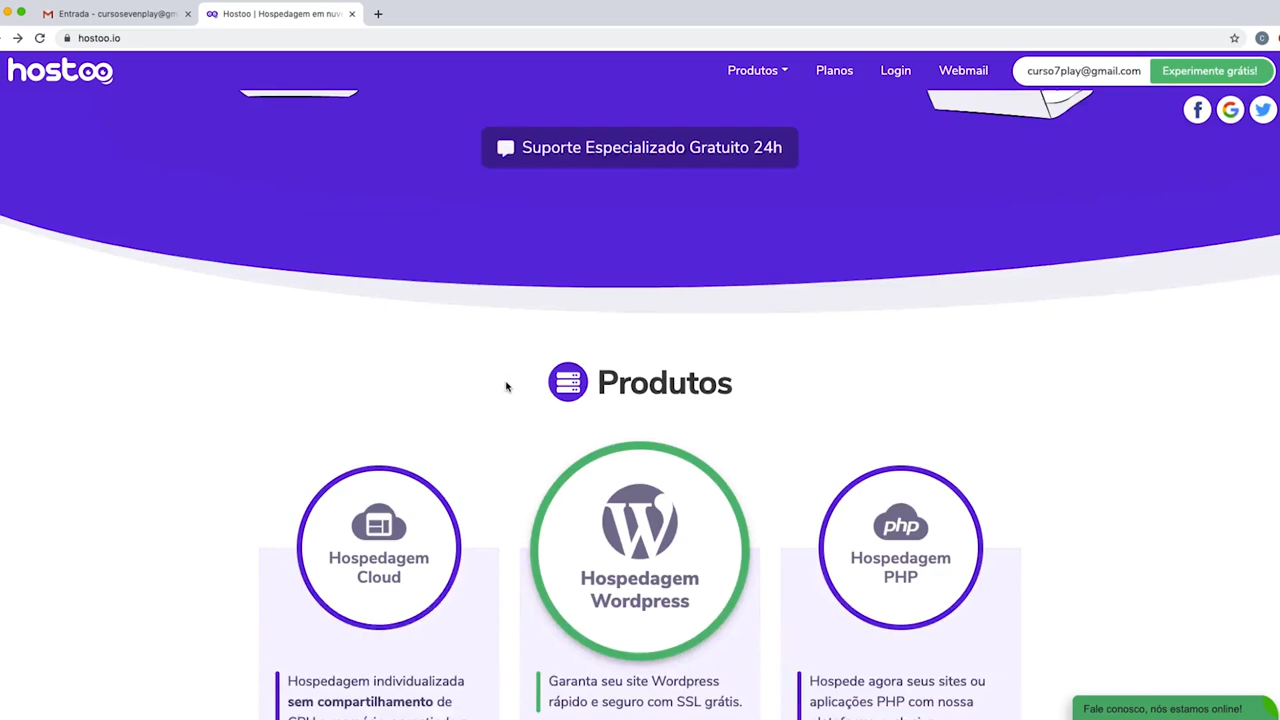 Entrada - cursosevenplay@gm
Hostoo | Hospedagem em nuv
hostoo.io
hostoo
Produtos
Planos
Login
Webmail
curso7play@gmail.com
Experimente grátis!
Suporte Especializado Gratuito 24h
Produtos
Hospedagem
Cloud
Hospedagem
Wordpress
php
Hospedagem
PHP
Hospedagem individualizada
sem compartilhamento de
Garanta seu site Wordpress
rápido e seguro com SSL grátis.
Hospede agora seus sites ou
aplicações PHP com nossa
Fale conosco, nós estamos online!